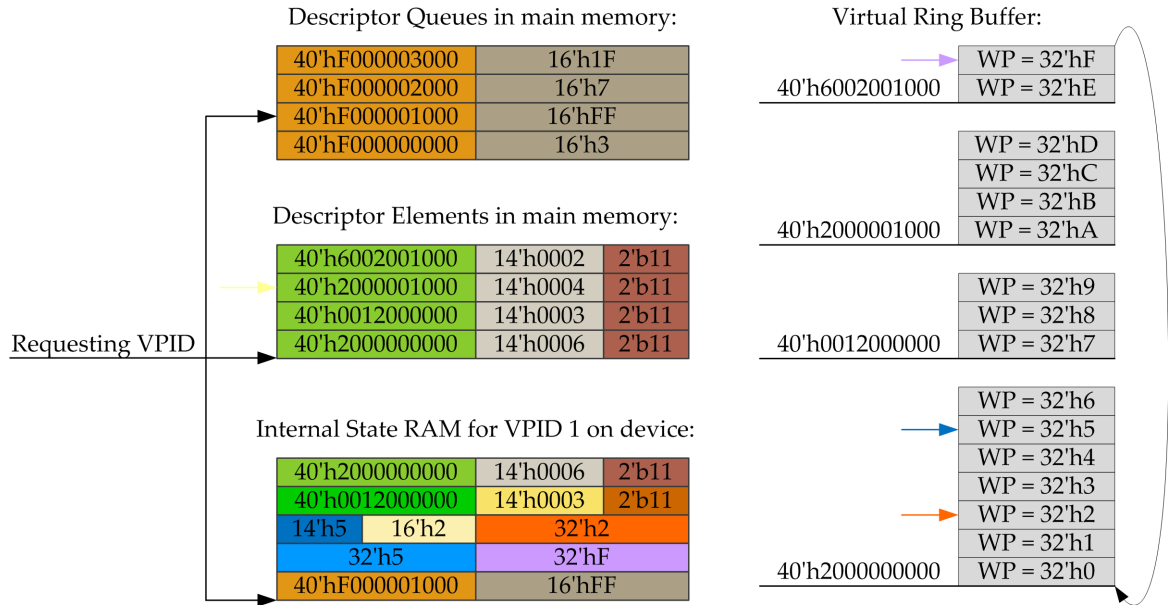 Descriptor Queues in main memory:
40'hF000003000 16'h1F
40'hF000002000 16'h7
40'hF000001000 16'hFF
40'hF000000000 16'h3
Descriptor Elements in main memory:
40'h6002001000 14'h0002 2'b11
40'h2000001000 14'h0004 2'b11
40'h0012000000 14'h0003 2'b11
40'h2000000000 14'h0006 2'b11
Requesting VPID
Internal State RAM for VPID 1 on device:
40'h2000000000 14'h0006 2'b11
40'h0012000000 14'h0003 2'b11
14'h5 16'h2 32'h2
32'h5 32'hF
40'hF000001000 16'hFF
Virtual Ring Buffer:
WP = 32'hF
40'h6002001000 WP = 32'hE
WP = 32'hD
WP = 32'hC
WP = 32'hB
40'h2000001000 WP = 32'hA
WP = 32'h9
WP = 32'h8
40'h0012000000 WP = 32'h7
WP = 32'h6
WP = 32'h5
WP = 32'h4
WP = 32'h3
WP = 32'h2
WP = 32'h1
40'h2000000000 WP = 32'h0